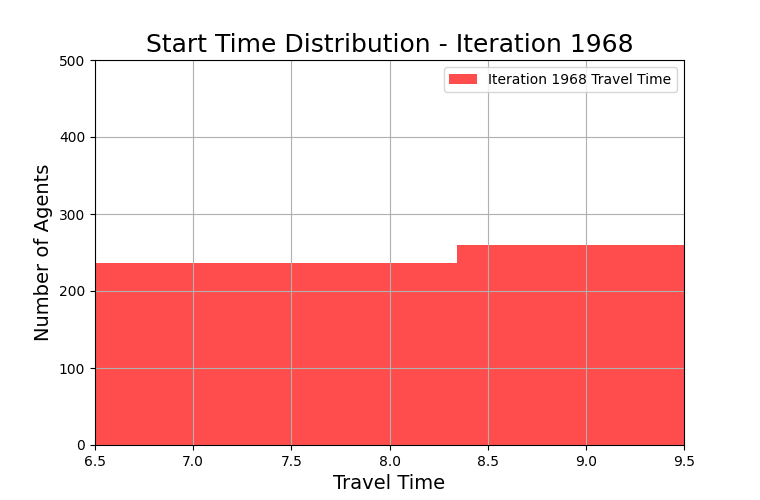 Start Time Distribution - Iteration 1968
500
400
300
200
100
0
Number of Agents
Iteration 1968 Travel Time
6.5 7.0 7.5 8.0 8.5 9.0 9.5
Travel Time